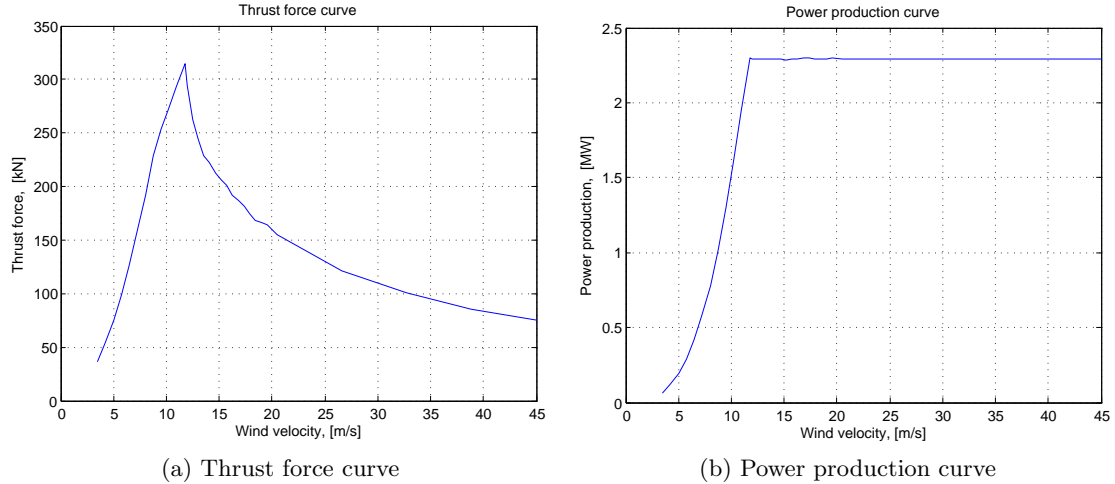 Thrust force curve
350
300
250
200
150
100
50
0
Thrust force, [kN]
0 5 10 15 20 25 30 35 40 45
Wind velocity, [m/s]
(a) Thrust force curve
Power production curve
2.5
2
1.5
1
0.5
0
Power production, [MW]
0 5 10 15 20 25 30 35 40 45
Wind velocity, [m/s]
(b) Power production curve